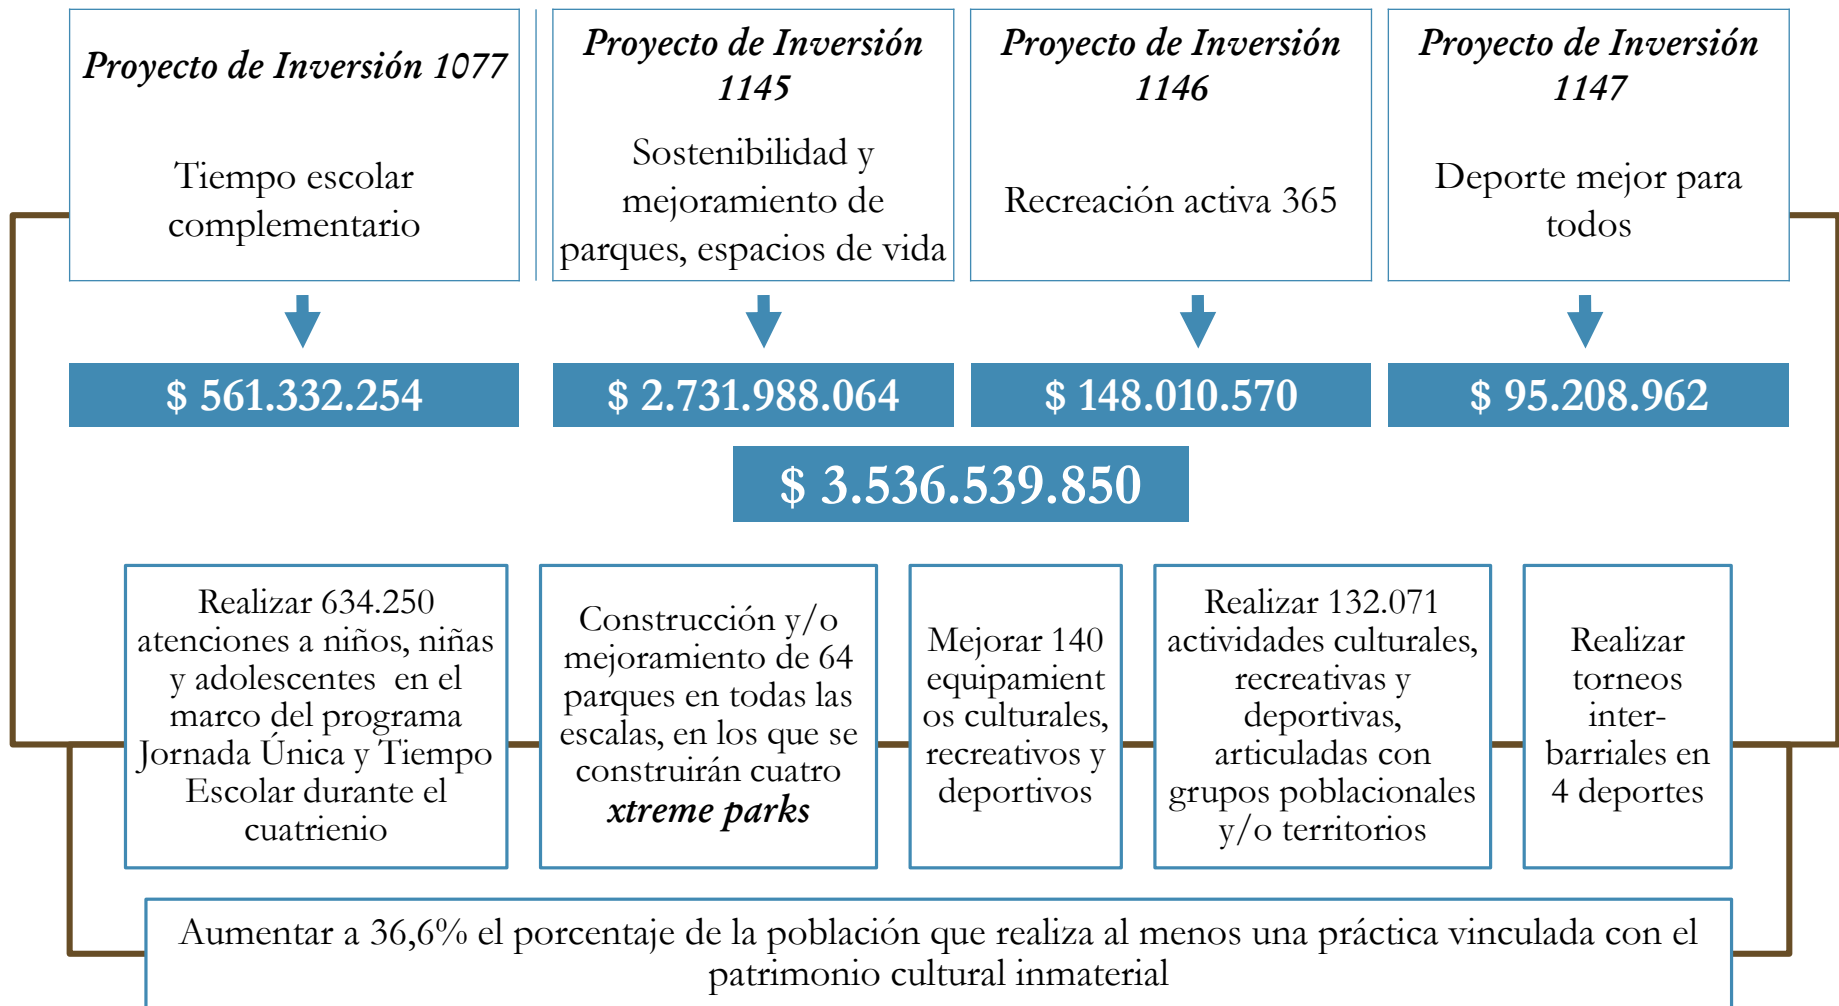 Proyecto de Inversión 1077
Tiempo escolar
complementario
Proyecto de Inversión
1145
Sostenibilidad y
mejoramiento de
parques, espacios de vida
Proyecto de Inversión
1146
Recreación activa 365
Proyecto de Inversión
1147
Deporte mejor para
todos
$ 561.332.254
$ 2.731.988.064
$ 148.010.570
$ 95.208.962
$ 3.536.539.850
Realizar 634.250
atenciones a niños, niñas
y adolescentes en el
marco del programa
Jornada Única y Tiempo
Escolar durante el
cuatrienio
Construcción y/o
mejoramiento de 64
parques en todas las
escalas, en los que se
construirán cuatro
xtreme parks
Mejorar 140
equipamient
os culturales,
recreativos y
deportivos
Realizar 132.071
actividades culturales,
recreativas y
deportivas,
articuladas con
grupos poblacionales
y/o territorios
Realizar
torneos
inter-
barriales en
4 deportes
Aumentar a 36,6% el porcentaje de la población que realiza al menos una práctica vinculada con el
patrimonio cultural inmaterial